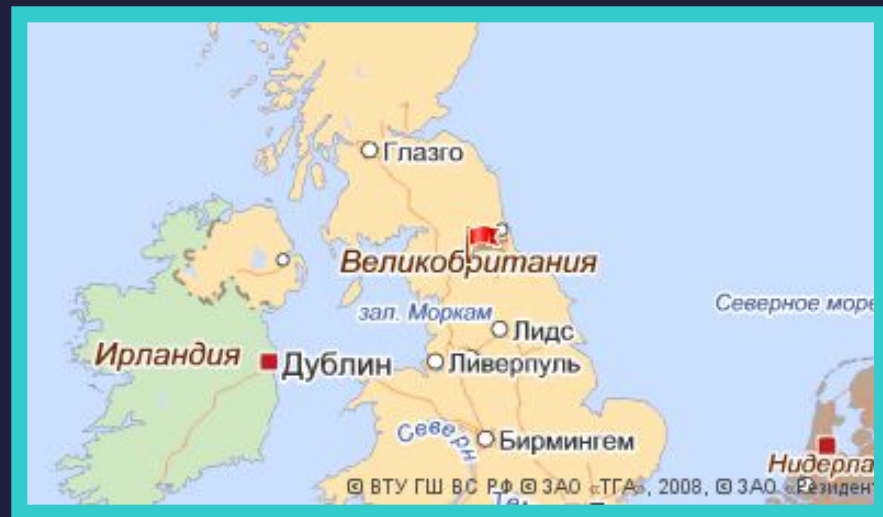 Глазго
Великобритания
зал. Моркам
Северное море
Лидс
Ирландия
Дублин
Ливерпуль
Северн
Бирмингем
Нидерла
© ВТУ ГШ ВС РФ © ЗАО «ТГА», 2008, © ЗАО «Резидент